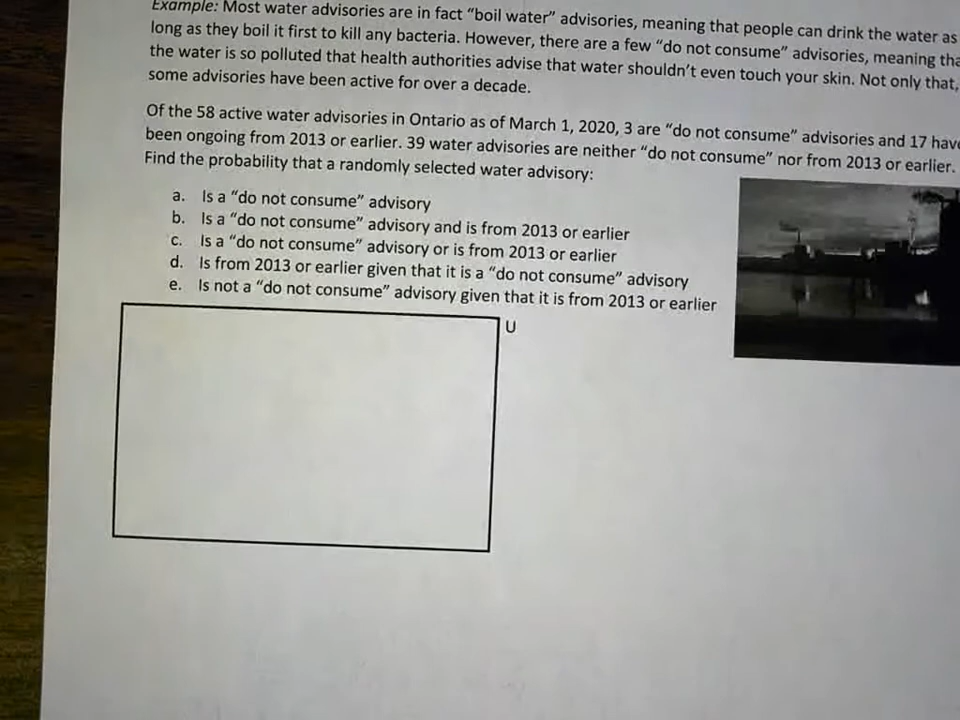 Example: Most water advisories are in fact “boil water” advisories, meaning that people can drink the water as
long as they boil it first to kill any bacteria. However, there are a few “do not consume” advisories, meaning tha
the water is so polluted that health authorities advise that water shouldn’t even touch your skin. Not only that,
some advisories have been active for over a decade.
Of the 58 active water advisories in Ontario as of March 1, 2020, 3 are “do not consume” advisories and 17 have
been ongoing from 2013 or earlier. 39 water advisories are neither “do not consume” nor from 2013 or earlier.
Find the probability that a randomly selected water advisory:
a. Is a “do not consume” advisory
b. Is a “do not consume” advisory and is from 2013 or earlier
c. Is a “do not consume” advisory or is from 2013 or earlier
d. Is from 2013 or earlier given that it is a “do not consume” advisory
e. Is not a “do not consume” advisory given that it is from 2013 or earlier
U